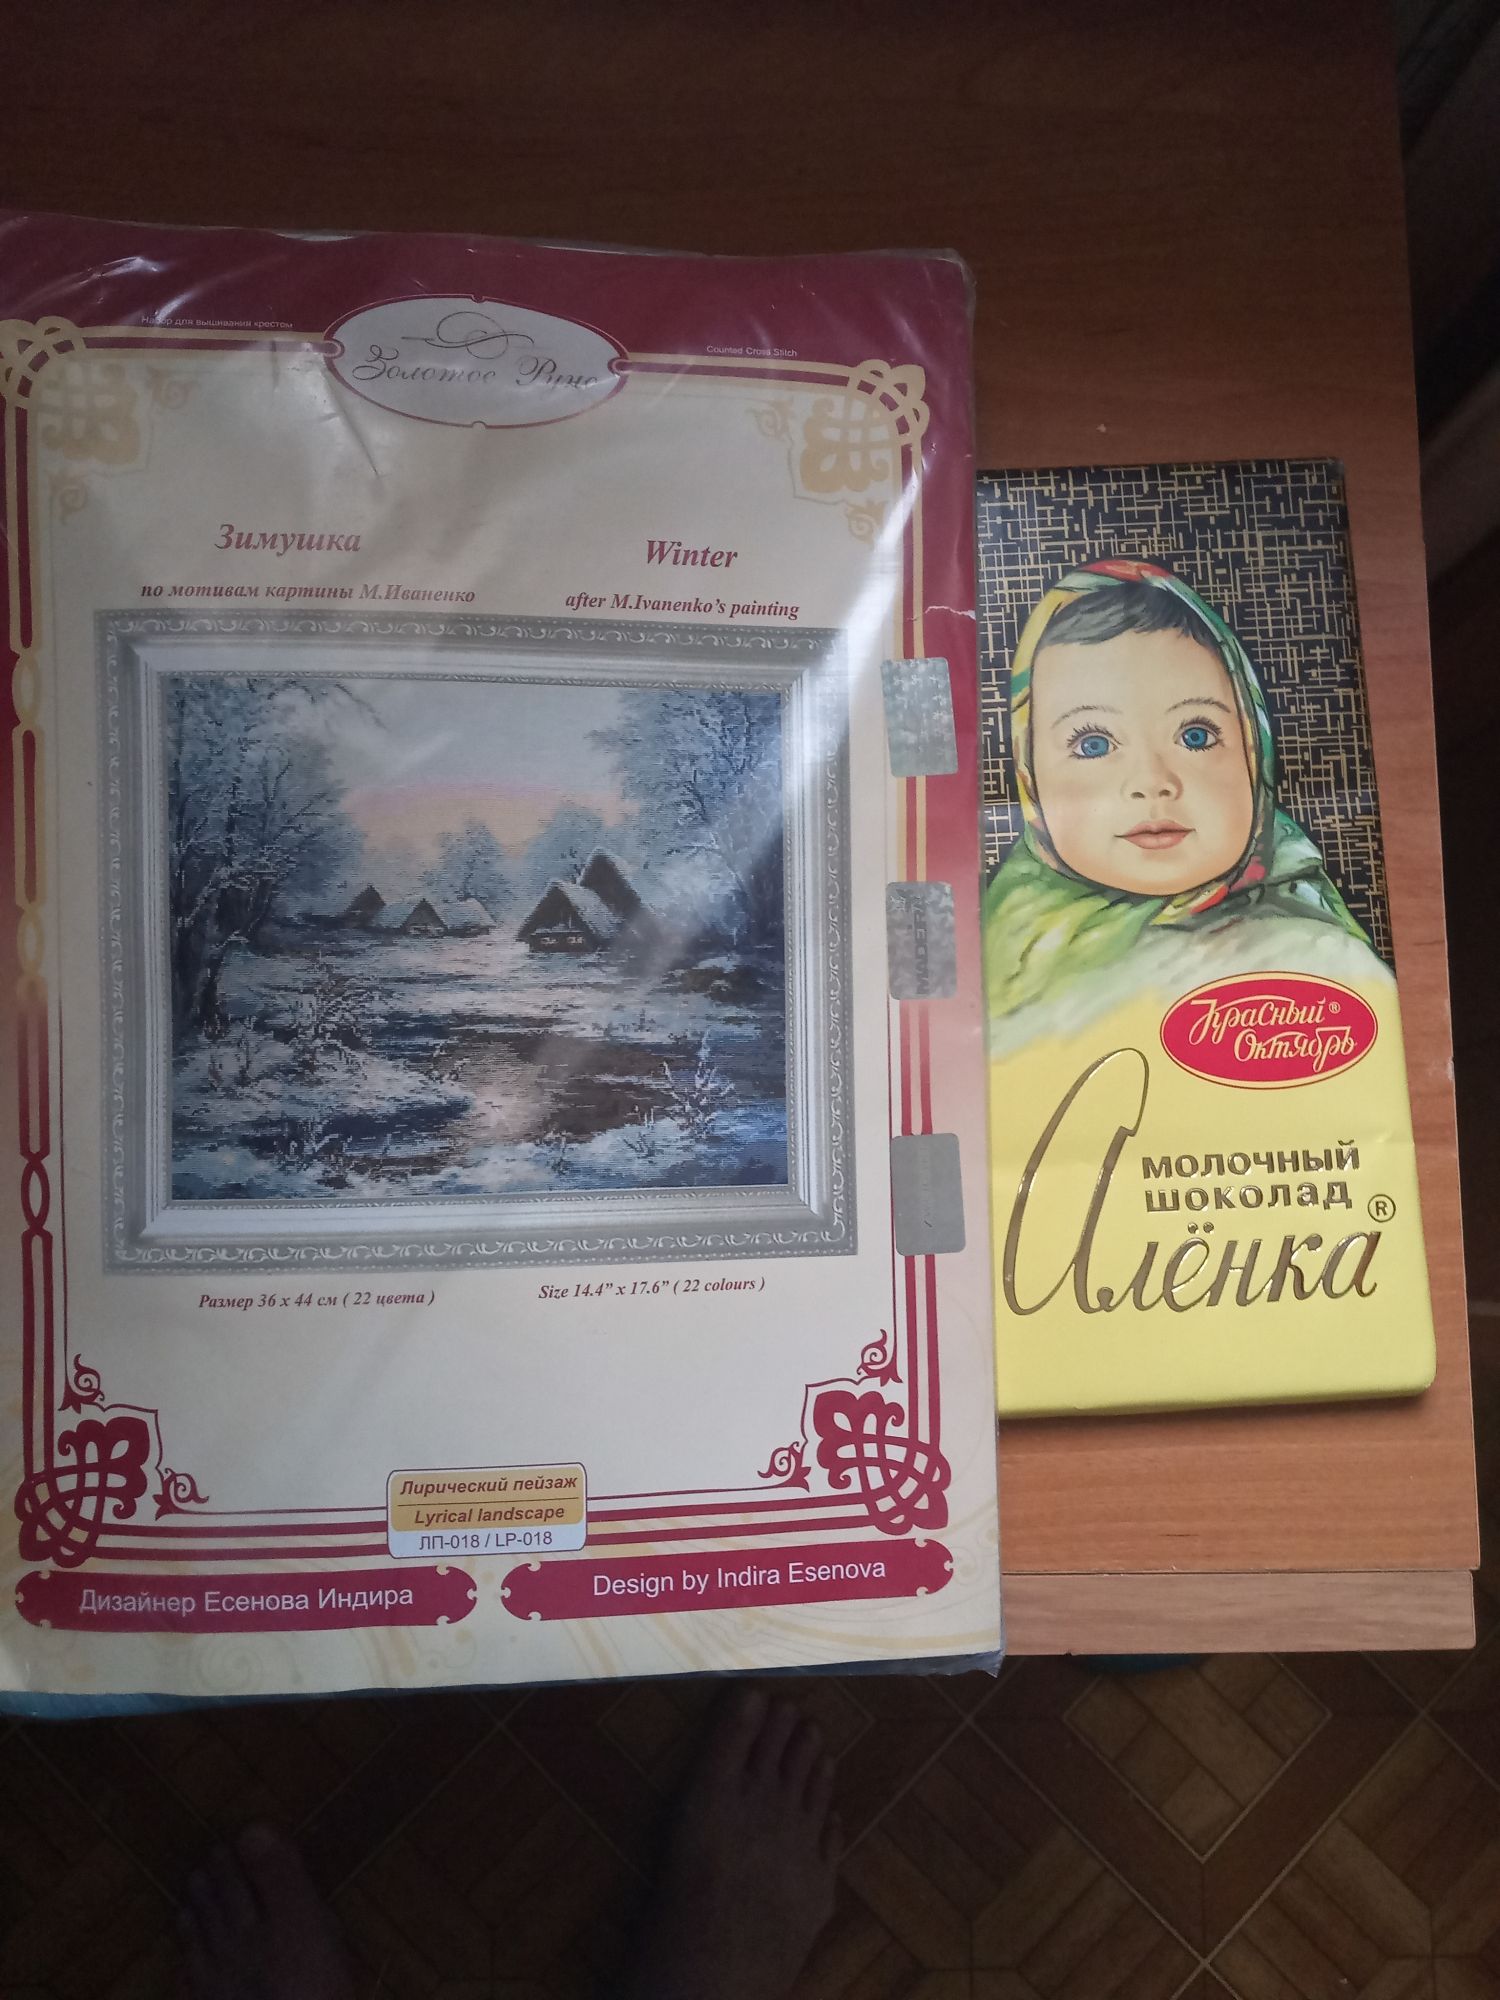 Набор для вышивания крестом
Золотое Руно
Counted Cross Stitch
Зимушка
по мотивам картины М.Иваненко
Winter
after M.Ivanenko's painting
Размер 36 х 44 см ( 22 цвета )
Size 14.4” x 17.6” ( 22 colours )
Лирический пейзаж
Lyrical landscape
ЛП-018 / LP-018
Дизайнер Есенова Индира
Design by Indira Esenova
Красный ®
Октябрь
молочный
шоколад
Алёнка®